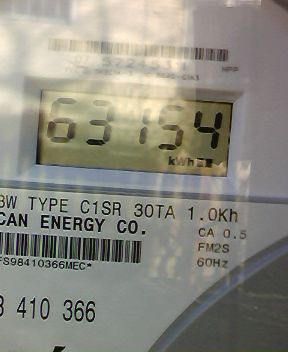 63154
kWh
3W TYPE C1SR 30TA 1.0Kh
CAN ENERGY CO.
CA 0.5
FM2S
60Hz
FS98410366MEC*
3 410 366